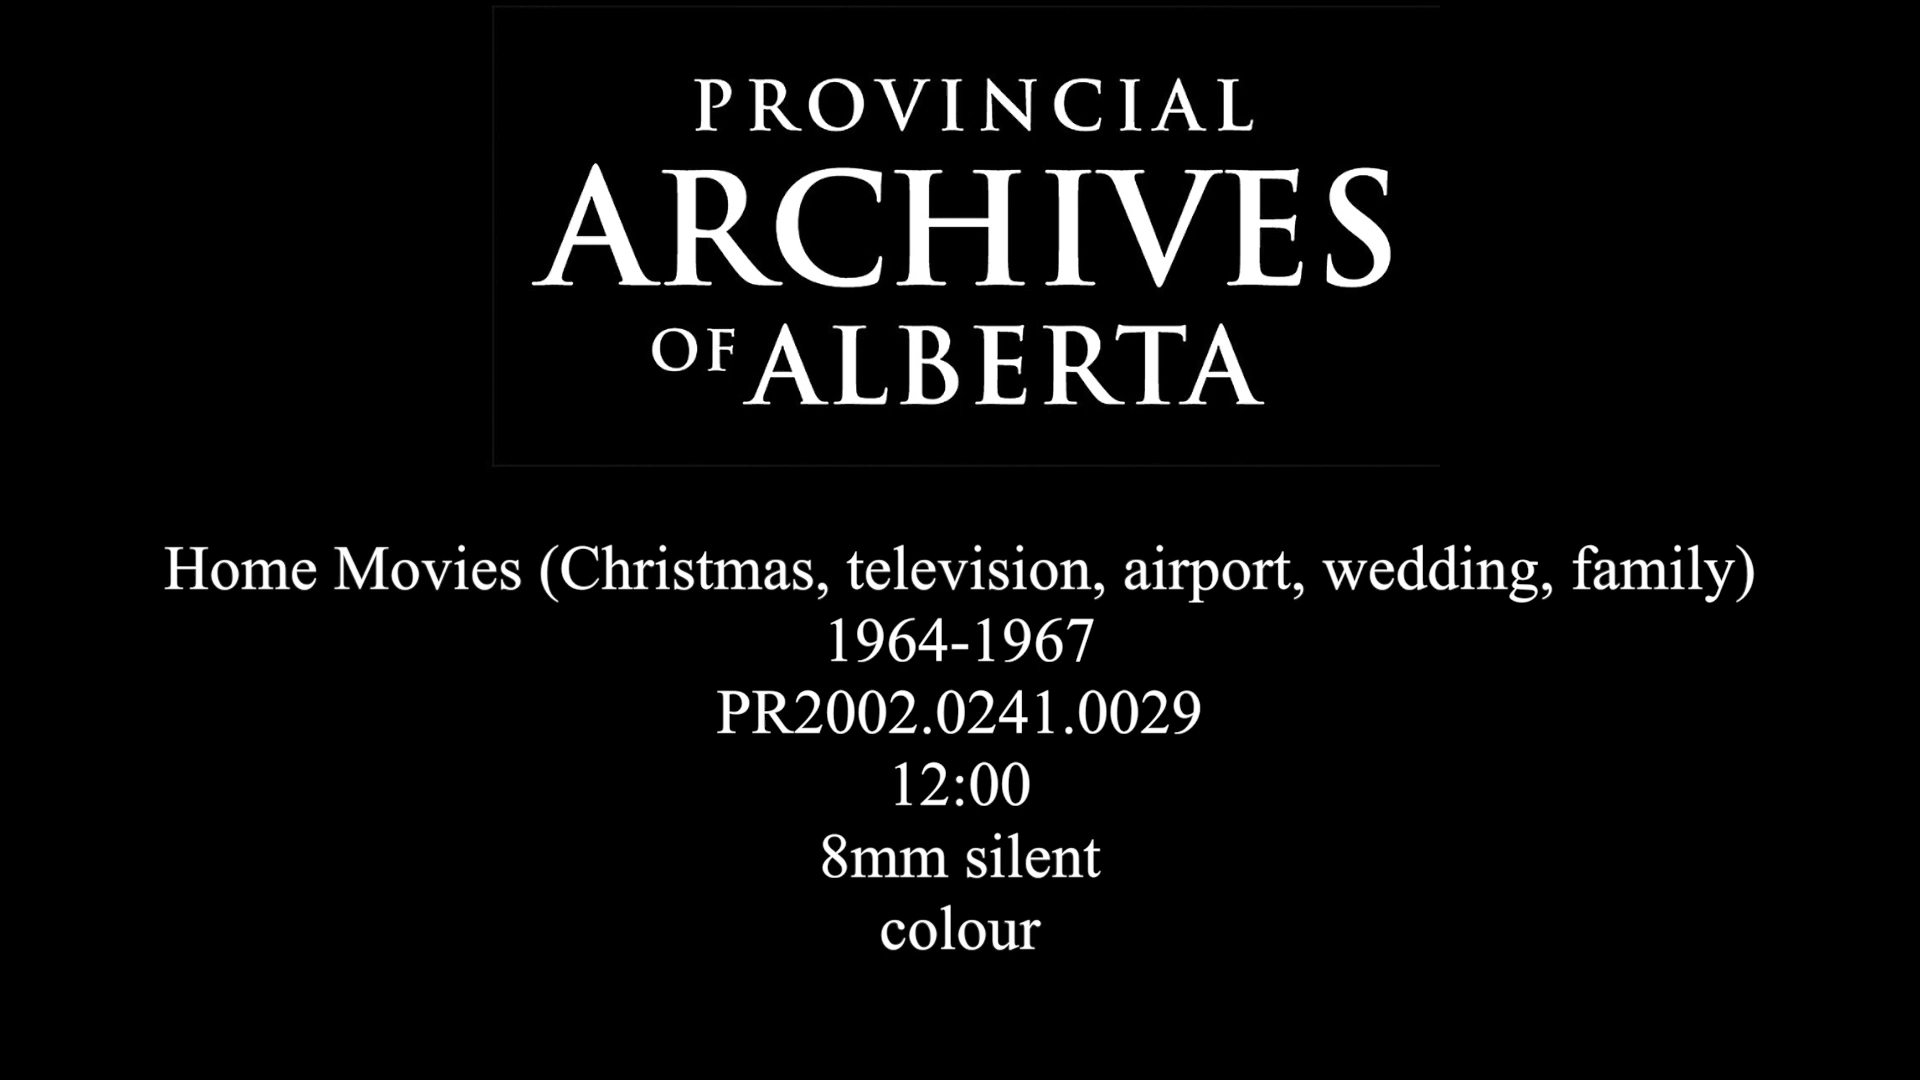 PROVINCIAL
ARCHIVES
OF ALBERTA
Home Movies (Christmas, television, airport, wedding, family)
1964-1967
PR2002.0241.0029
12:00
8mm silent
colour